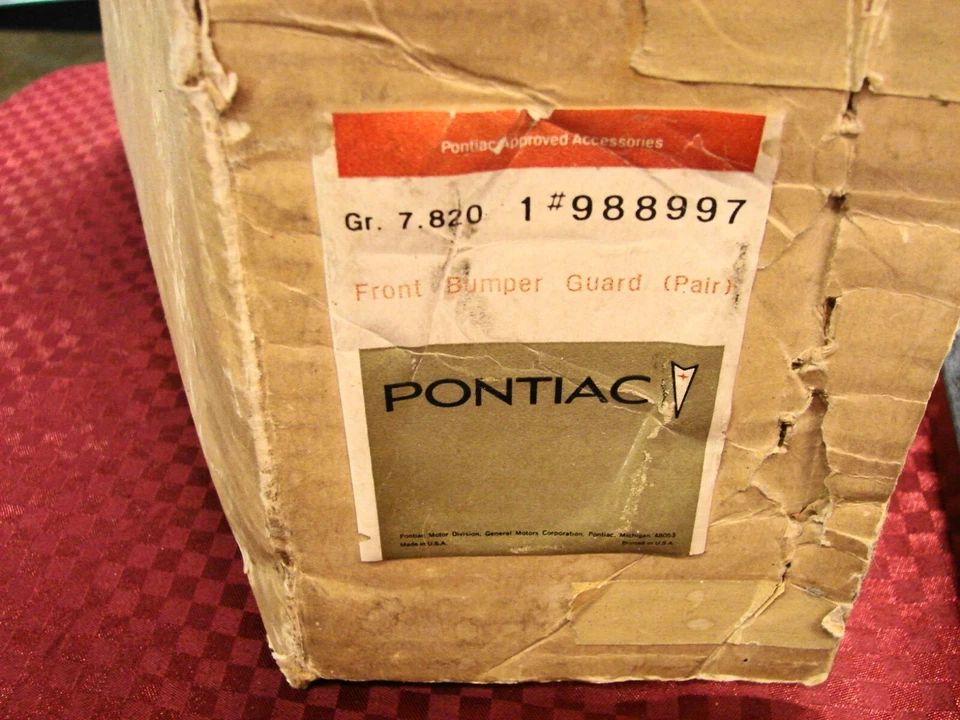 Pontiac Approved Accessories
Gr. 7.820 1 #988997
Front Bumper Guard (Pair)
PONTIAC
Pontiac Motor Division, General Motors Corporation, Pontiac, Michigan 48053
Made in U.S.A. Printed in U.S.A.